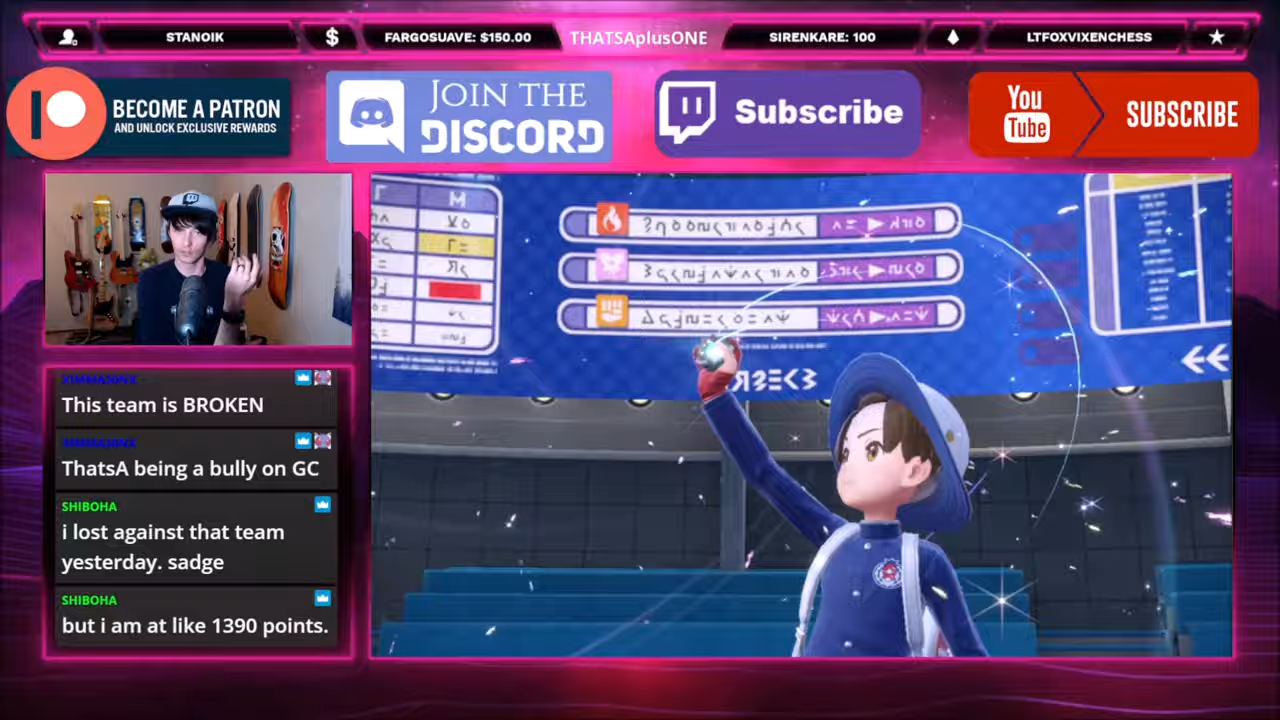 STANOIK
$
FARGOSUAVE: $150.00
THATSAplusONE
SIRENKARE: 100
LTFOXVIXENCHESS
BECOME A PATRON
AND UNLOCK EXCLUSIVE REWARDS
JOIN THE
DISCORD
Subscribe
You
Tube
SUBSCRIBE
This team is BROKEN
ThatsA being a bully on GC
SHIBOHA
i lost against that team
yesterday. sadge
SHIBOHA
but i am at like 1390 points.